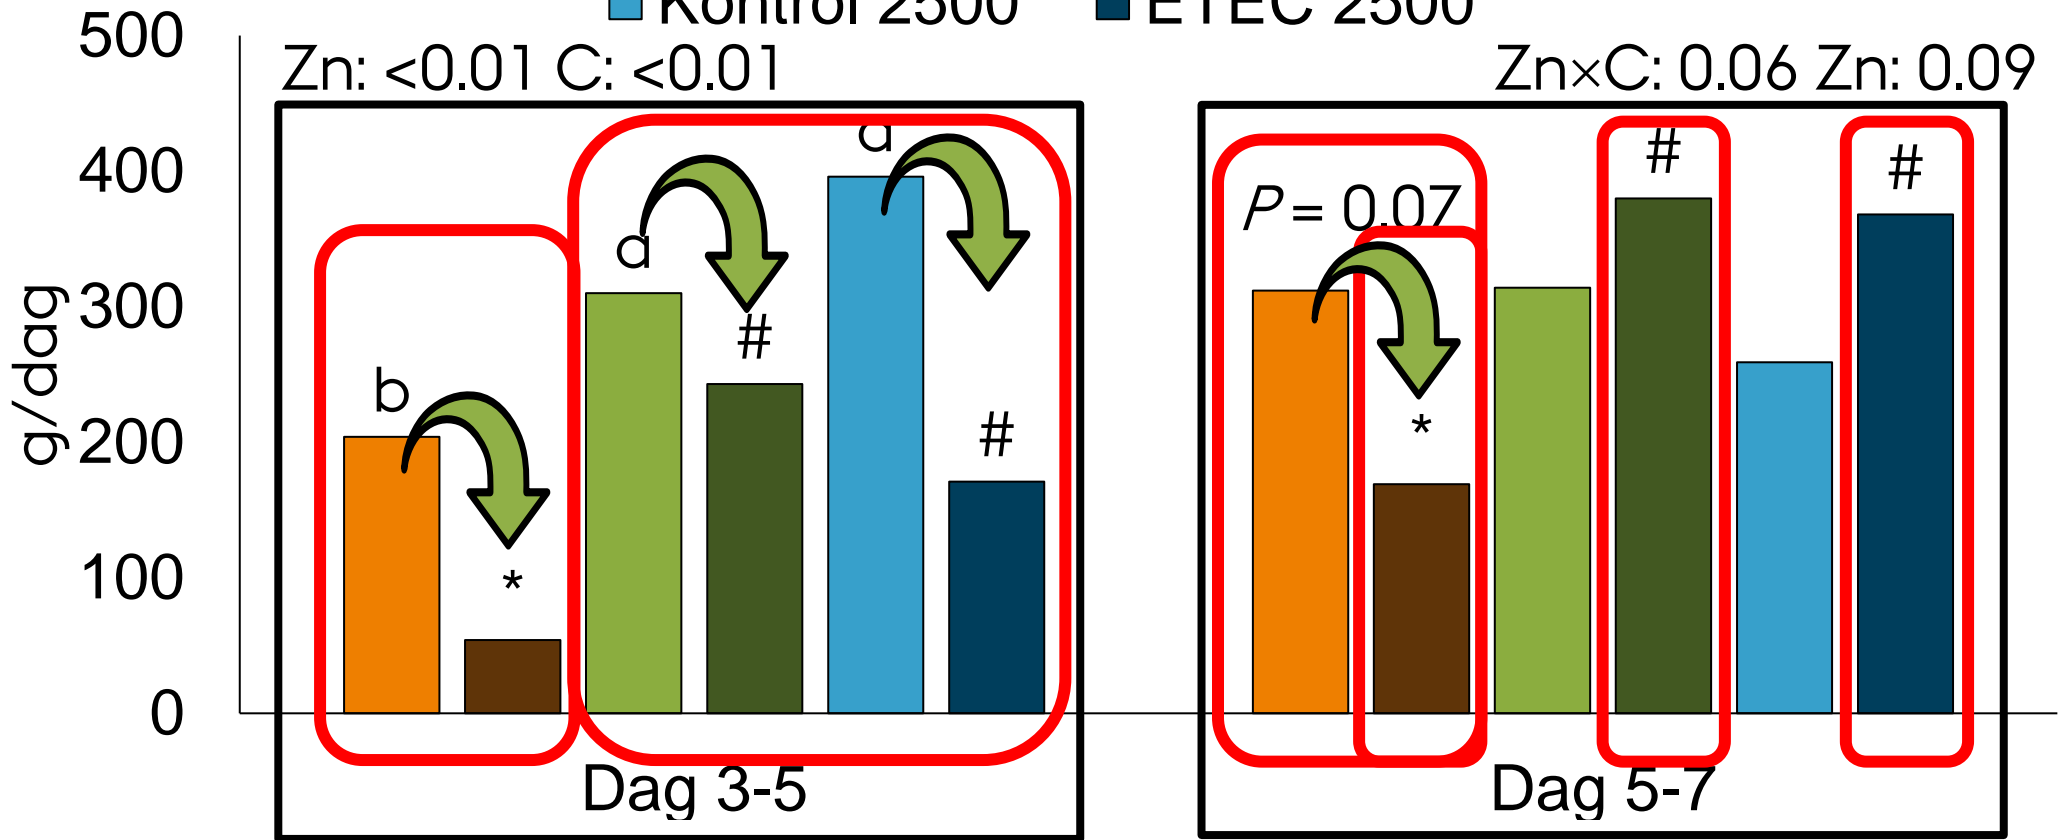 Kontrol 2500 ETEC 2500
Zn: <0.01 C: <0.01
Zn×C: 0.06 Zn: 0.09
g/dag
500
400
300
200
100
0
b
*
a
#
a
#
P = 0.07
*
#
#
Dag 3-5
Dag 5-7